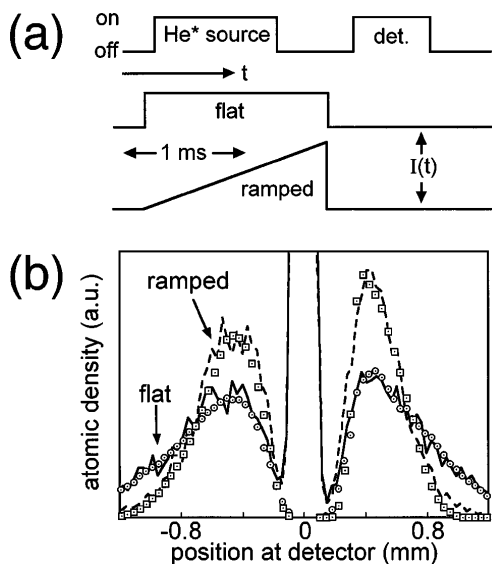 (a)
on
off
He* source
det.
t
flat
1 ms
ramped
I(t)
(b)
atomic density (a.u.)
ramped
flat
-0.8 0 0.8
position at detector (mm)